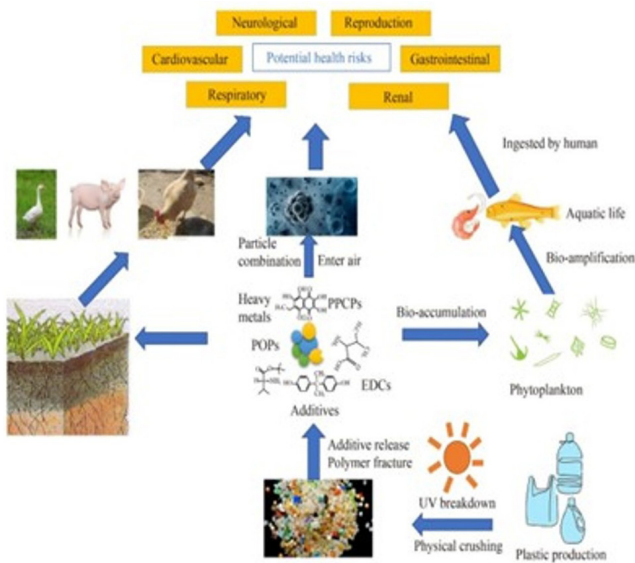 Neurological
Reproduction
Cardiovascular
Potential health risks
Gastrointestinal
Respiratory
Renal
Ingested by human
Aquatic life
Particle
combination
Enter air
Bio-amplification
Heavy
metals
PPCPs
Bio-accumulation
POPs
EDCs
Phytoplankton
Additives
Additive release
Polymer fracture
UV breakdown
Physical crushing
Plastic production